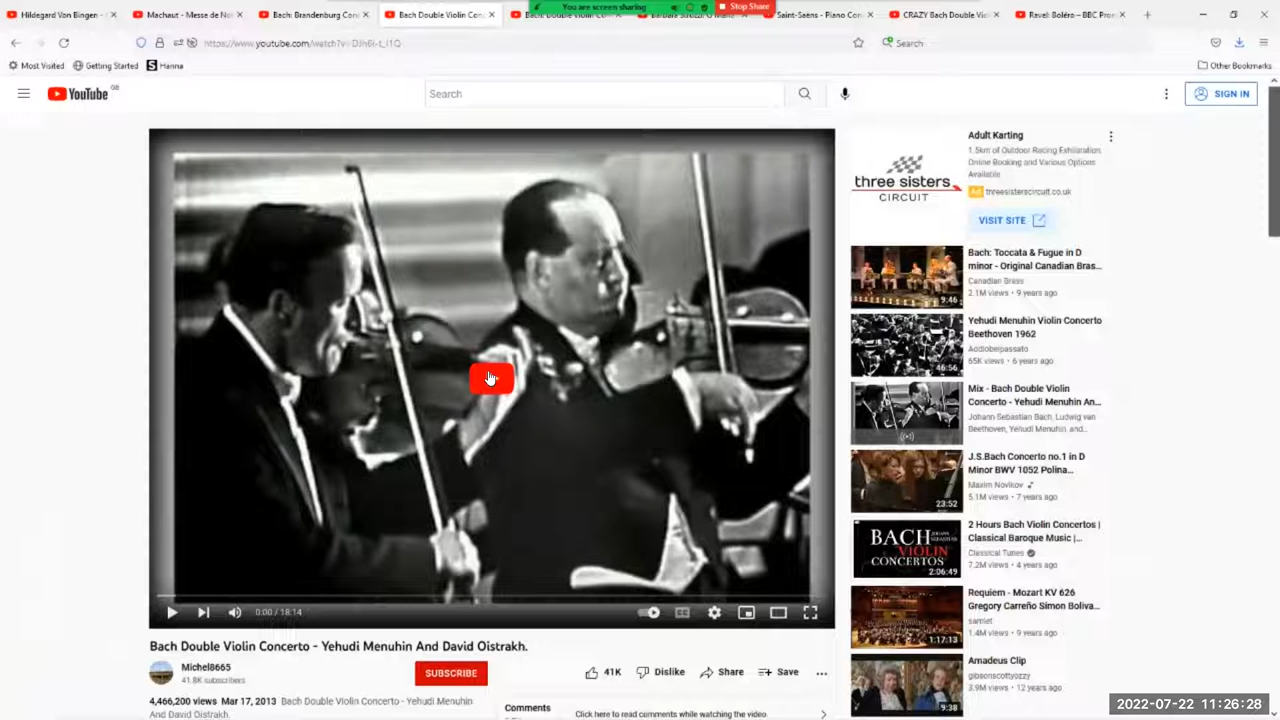 You are screen sharing
Stop Share
Hildegard Von Bingen -
Machaut - Messe de No
Bach: Brandenburg Con
Bach Double Violin Con
CRAZY Bach Double Vio
Ravel: Boléro – BBC Pro
Search
Most Visited
Getting Started
Hanna
Other Bookmarks
YouTube GB
Search
SIGN IN
Adult Karting
1.5km of Outdoor Racing Exhilaration.
Online Booking and Various Options
Available
Ad threesisterscircuit.co.uk
VISIT SITE
three sisters
CIRCUIT
Bach: Toccata & Fugue in D
minor - Original Canadian Bras...
Canadian Brass
2.1M views • 9 years ago
9:46
Yehudi Menuhin Violin Concerto
Beethoven 1962
Addiobelpassato
65K views • 6 years ago
46:56
Mix - Bach Double Violin
Concerto - Yehudi Menuhin An...
Johann Sebastian Bach, Ludwig van
Beethoven, Yehudi Menuhin, and...
J.S.Bach Concerto no.1 in D
Minor BWV 1052 Polina...
Maxim Novikov
5.1M views • 7 years ago
23:52
2 Hours Bach Violin Concertos |
Classical Baroque Music |...
Classical Tunes
7.2M views • 4 years ago
BACH
JOHANN SEBASTIAN
VIOLIN
CONCERTOS
2:06:49
Requiem - Mozart KV 626
Gregory Carreño Simon Boliva...
samlet
1.4M views • 9 years ago
1:17:13
Amadeus Clip
gibsonscottyozzy
3.9M views • 12 years ago
9:38
0:00 / 18:14
Bach Double Violin Concerto - Yehudi Menuhin And David Oistrakh.
Michel8665
41.8K subscribers
SUBSCRIBE
41K
Dislike
Share
Save
4,466,200 views Mar 17, 2013 Bach Double Violin Concerto - Yehudi Menuhin
And David Oistrakh.
Comments
Click here to read comments while watching the video.
2022-07-22 11:26:28